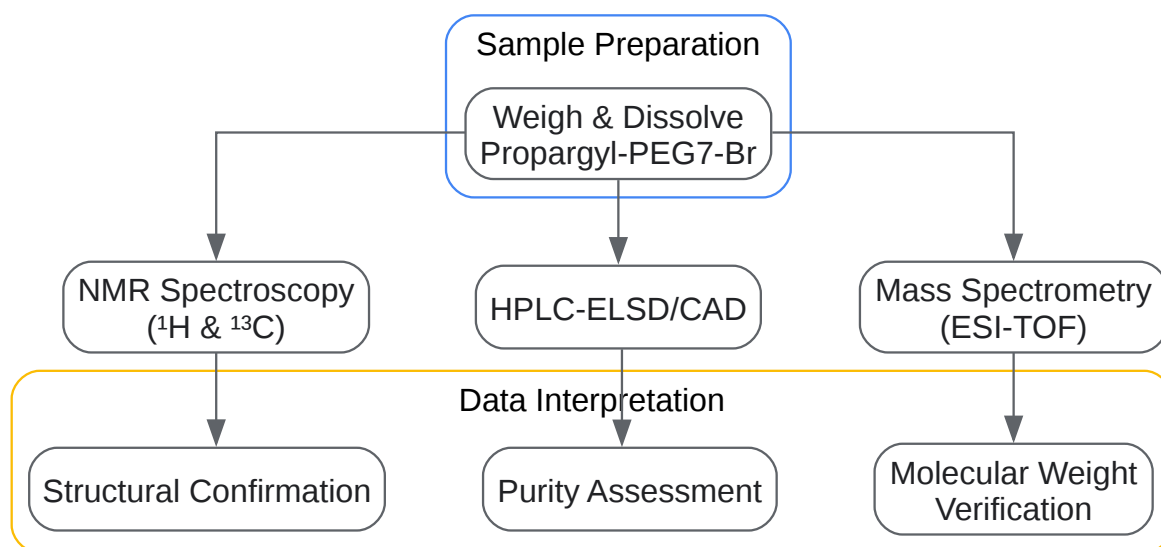 Sample Preparation
Weigh & Dissolve
Propargyl-PEG7-Br
NMR Spectroscopy
(¹H & ¹³C)
HPLC-ELSD/CAD
Mass Spectrometry
(ESI-TOF)
Data Interpretation
Structural Confirmation
Purity Assessment
Molecular Weight
Verification